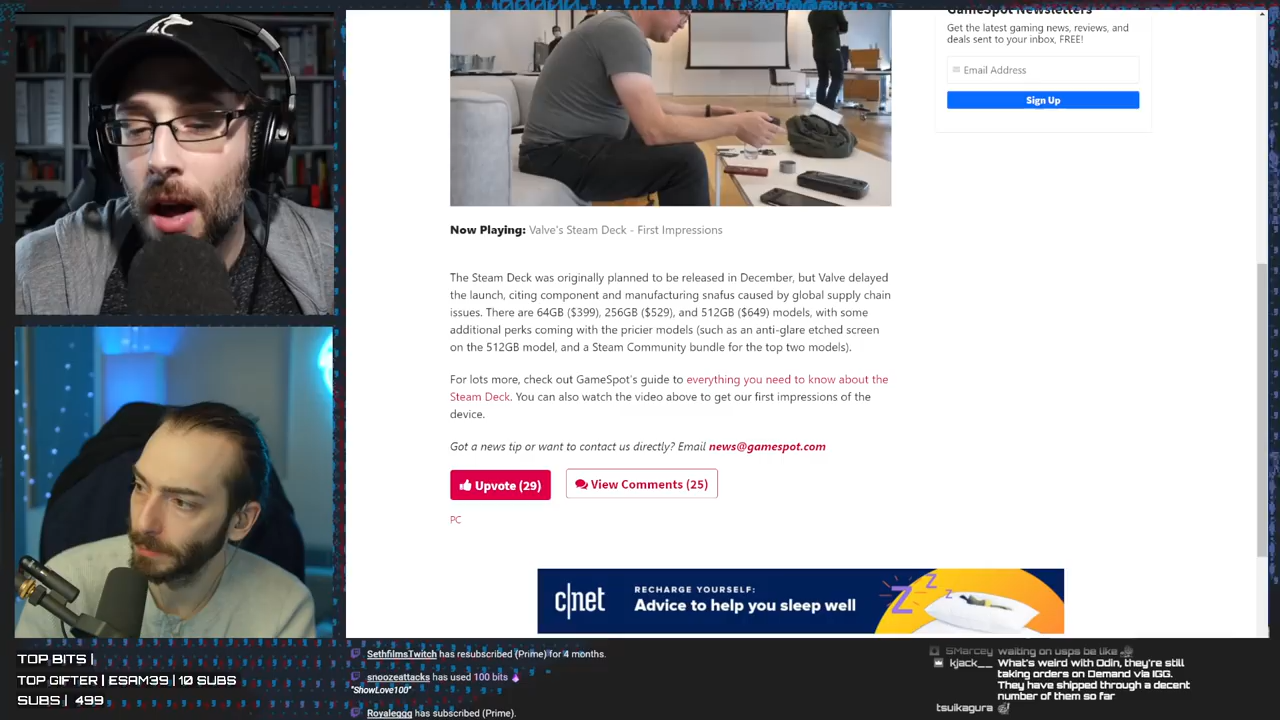 GameSpot Newsletters
Get the latest gaming news, reviews, and
deals sent to your inbox, FREE!
Email Address
Sign Up
Now Playing: Valve's Steam Deck - First Impressions
The Steam Deck was originally planned to be released in December, but Valve delayed
the launch, citing component and manufacturing snafus caused by global supply chain
issues. There are 64GB ($399), 256GB ($529), and 512GB ($649) models, with some
additional perks coming with the pricier models (such as an anti-glare etched screen
on the 512GB model, and a Steam Community bundle for the top two models).
For lots more, check out GameSpot's guide to everything you need to know about the
Steam Deck. You can also watch the video above to get our first impressions of the
device.
Got a news tip or want to contact us directly? Email news@gamespot.com
Upvote (29)
View Comments (25)
PC
c|net
RECHARGE YOURSELF:
Advice to help you sleep well
Z Z Z
TOP BITS |
TOP GIFTER | ESAM39 | 10 SUBS
SUBS | 499
SethfilmsTwitch has resubscribed (Prime) for 4 months.
snoozeattacks has used 100 bits
"ShowLove100"
Royaleggg has subscribed (Prime).
SMarcey waiting on usps be like
kjack__ What's weird with Odin, they're still
taking orders on Demand via IGG.
They have shipped through a decent
number of them so far
tsuikagura